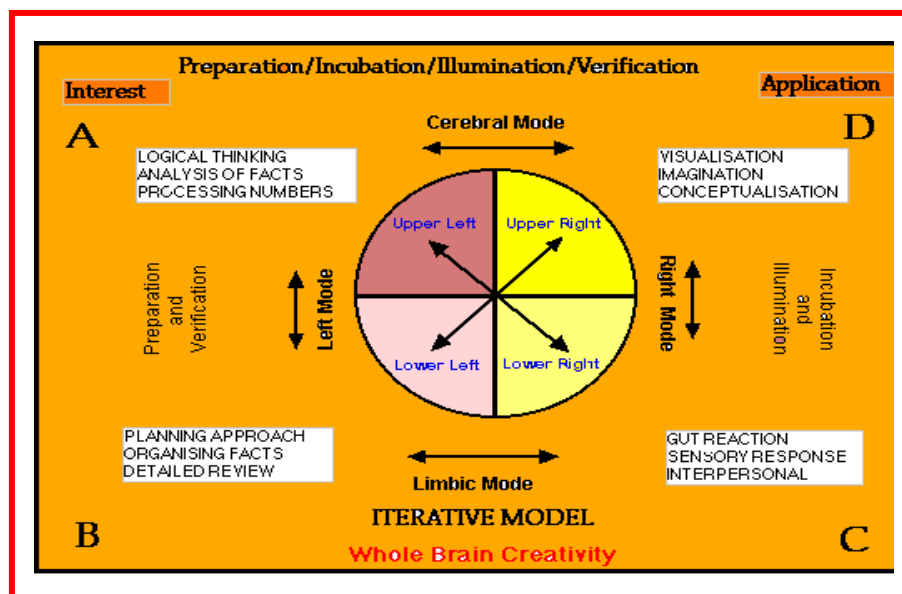 Preparation/Incubation/Illumination/Verification
Interest
Application
A
D
Cerebral Mode
LOGICAL THINKING
ANALYSIS OF FACTS
PROCESSING NUMBERS
VISUALISATION
IMAGINATION
CONCEPTUALISATION
Upper Left
Upper Right
Preparation
and
Verification
Left Mode
Right Mode
Incubation
and
Illumination
Lower Left
Lower Right
PLANNING APPROACH
ORGANISING FACTS
DETAILED REVIEW
GUT REACTION
SENSORY RESPONSE
INTERPERSONAL
Limbic Mode
ITERATIVE MODEL
B
C
Whole Brain Creativity